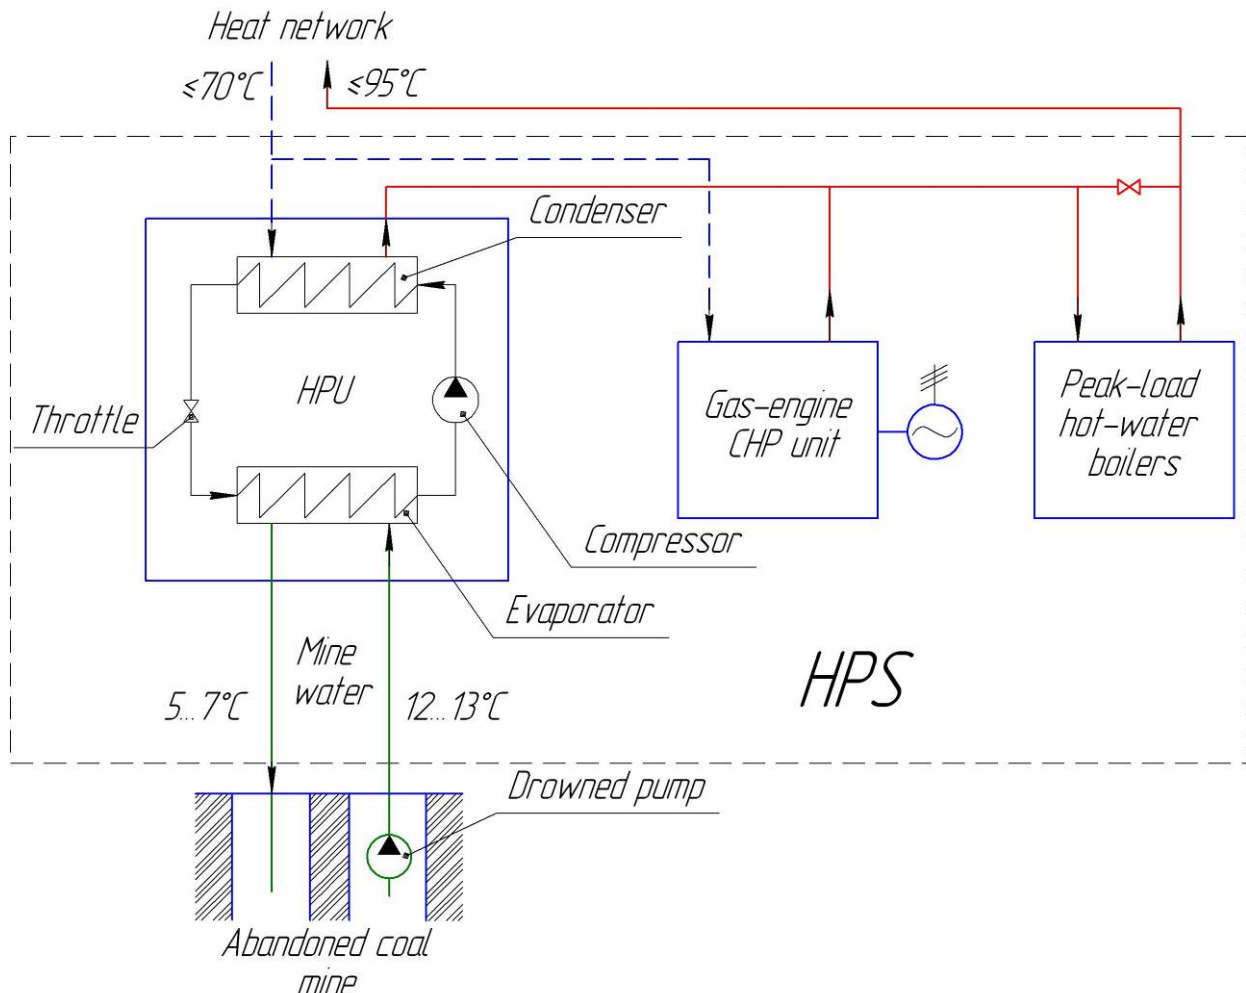 Heat network
≤70°C
≤95°C
Condenser
HPU
Throttle
Gas-engine
CHP unit
Peak-load
hot-water
boilers
Compressor
Evaporator
Mine
water
5...7°C
12...13°C
HPS
Drowned pump
Abandoned coal
mine